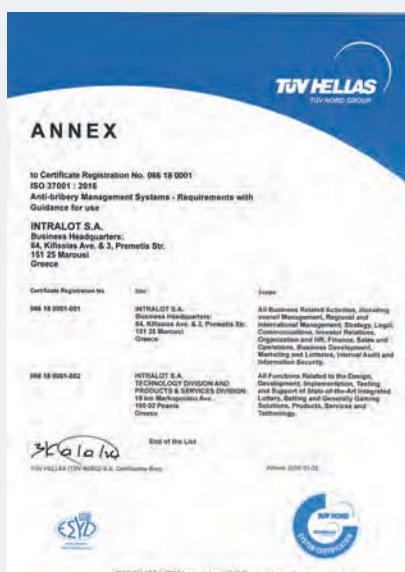 TÜV HELLAS
TÜV NORD GROUP
ANNEX
to Certificate Registration No. 066 18 0001
ISO 37001 : 2016
Anti-bribery Management Systems - Requirements with
Guidance for use
INTRALOT S.A.
Business Headquarters:
64, Kifissias Ave. & 3, Premetis Str.
151 25 Marousi
Greece
Certificate Registration No.
Site
Scope
066 18 0001-001
INTRALOT S.A.
Business Headquarters:
64, Kifissias Ave. & 3, Premetis Str.
151 25 Marousi
Greece
All Business Related Activities, including
overall Management, Regional and
International Management, Strategy, Legal,
Communications, Investor Relations,
Organization and HR, Finance, Sales and
Operations, Business Development,
Marketing and Lotteries, Internal Audit and
Information Security.
066 18 0001-002
INTRALOT S.A.
TECHNOLOGY DIVISION AND
PRODUCTS & SERVICES DIVISION
19 km Markopoulou Ave.
190 02 Peania
Greece
All Functions Related to the Design,
Development, Implementation, Testing
and Support of State-of-the-Art Integrated
Lottery, Betting and Generally Gaming
Solutions, Products, Services and
Technology.
End of the List
TÜV HELLAS (TÜV NORD) S.A. Certification Body
Athens
ESYD
TÜV NORD
SYSTEM CERTIFICATION